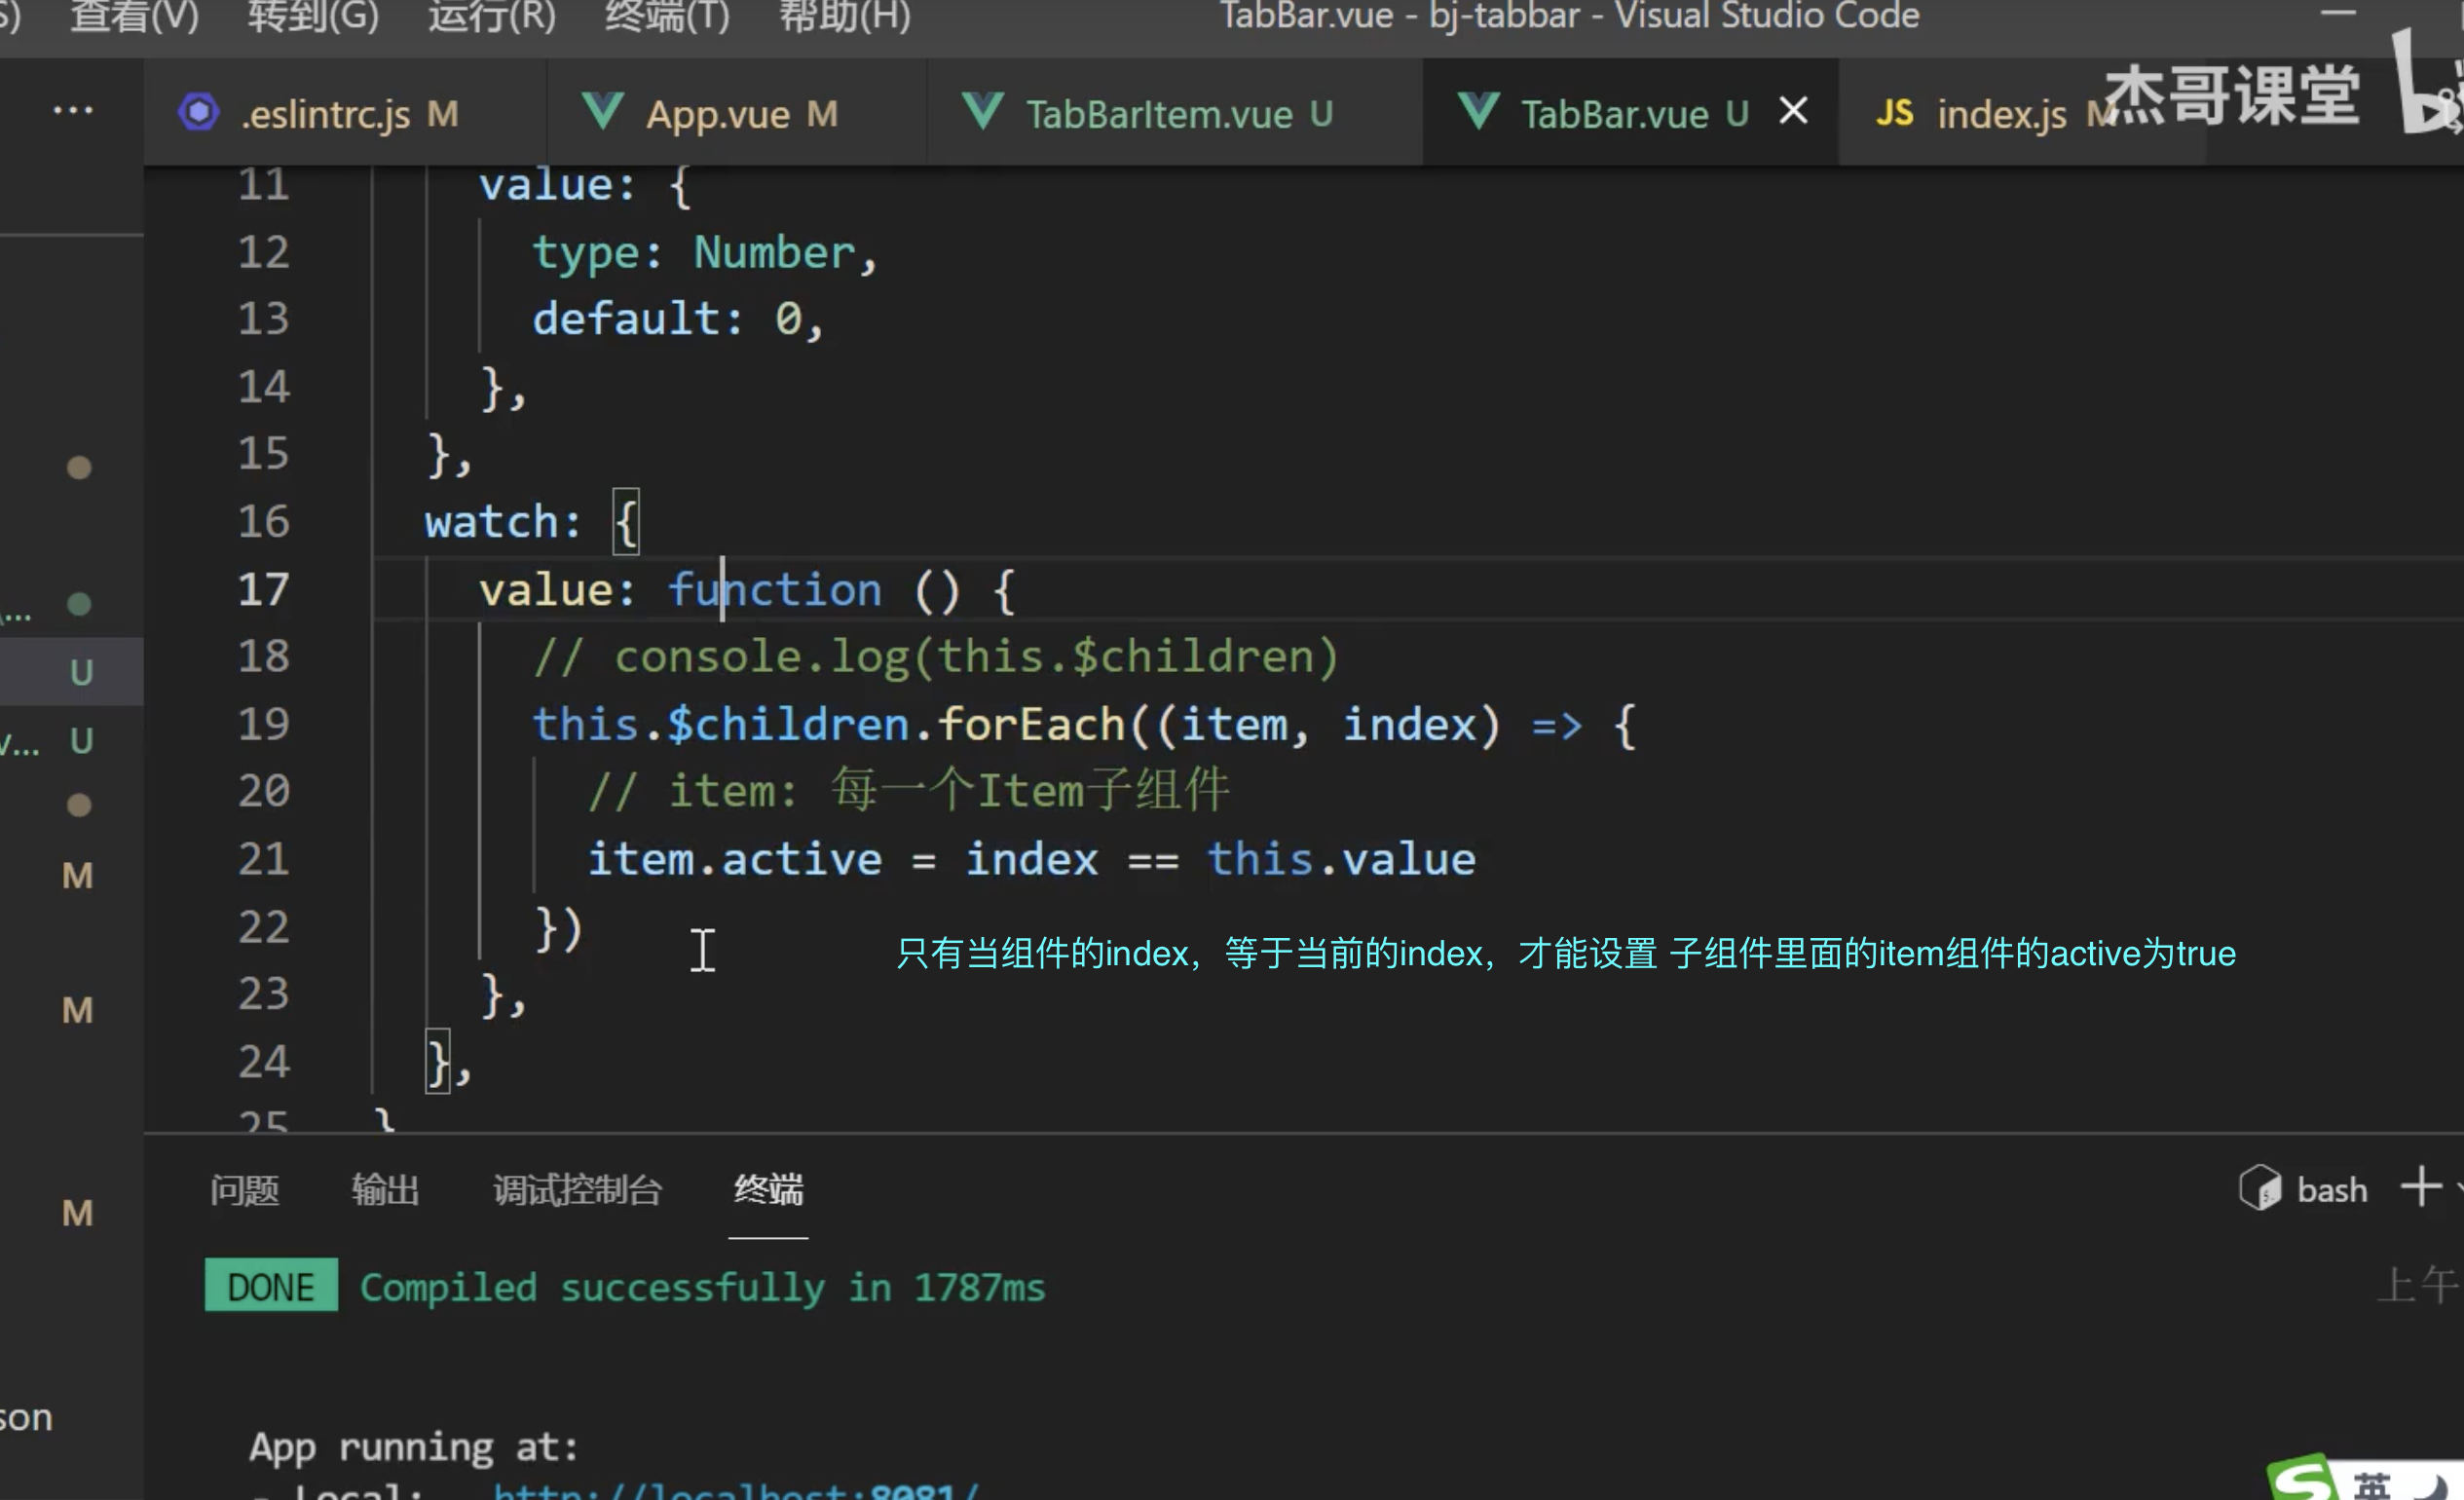 S) 查看(V) 转到(G) 运行(R) 终端(T) 帮助(H) TabBar.vue - bj-tabbar - Visual Studio Code
... .eslintrc.js M App.vue M TabBarItem.vue U TabBar.vue U JS index.js M 杰哥课堂
11 value: {
12 type: Number,
13 default: 0,
14 },
15 },
16 watch: {
17 value: function () {
18 // console.log(this.$children)
19 this.$children.forEach((item, index) => {
20 // item: 每一个Item子组件
21 item.active = index == this.value
22 })
只有当组件的index，等于当前的index，才能设置 子组件里面的item组件的active为true
23 },
24 },
25 }
\...
U
v... U
M
M
M
son
问题 输出 调试控制台 终端 bash
DONE Compiled successfully in 1787ms 上午
App running at:
- Local: http://localhost:8081/
英